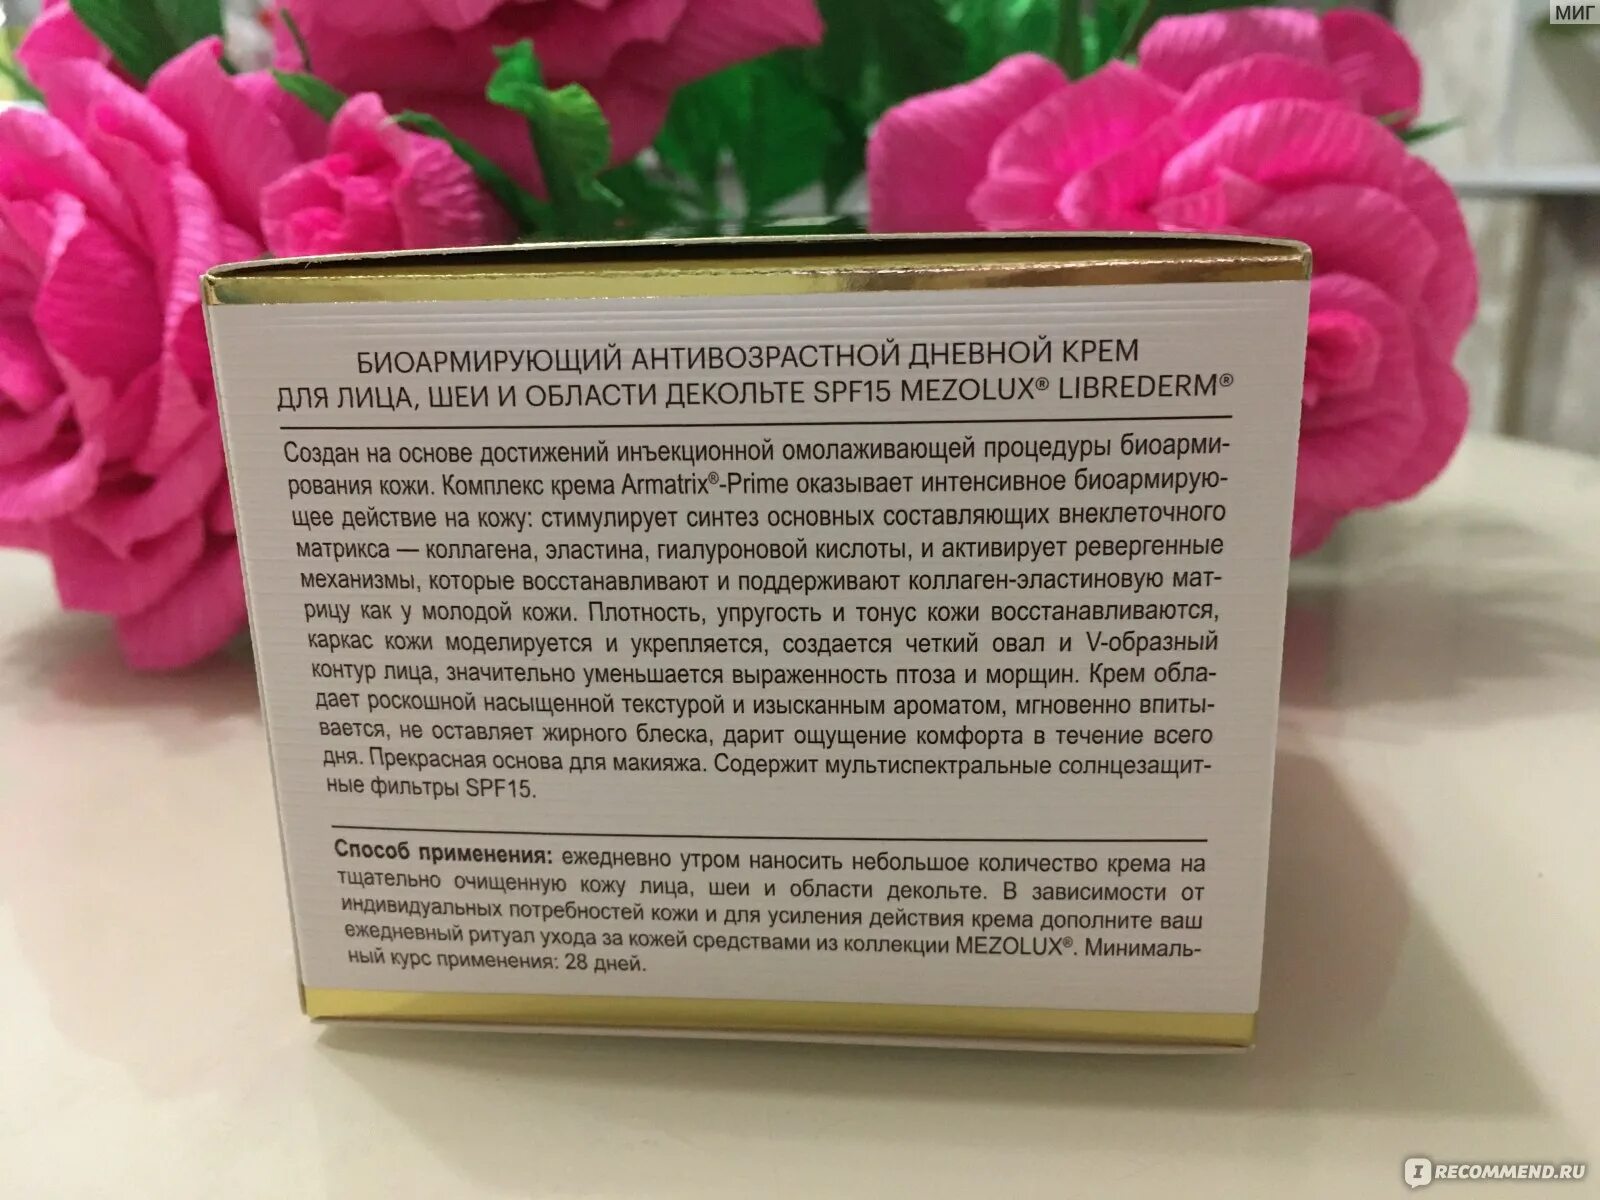 МИГ
БИОАРМИРУЮЩИЙ АНТИВОЗРАСТНОЙ ДНЕВНОЙ КРЕМ
ДЛЯ ЛИЦА, ШЕИ И ОБЛАСТИ ДЕКОЛЬТЕ SPF15 MEZOLUX® LIBREDERM®
Создан на основе достижений инъекционной омолаживающей процедуры биоарми-
рования кожи. Комплекс крема Armatrix®-Prime оказывает интенсивное биоармирую-
щее действие на кожу: стимулирует синтез основных составляющих внеклеточного
матрикса — коллагена, эластина, гиалуроновой кислоты, и активирует ревергенные
механизмы, которые восстанавливают и поддерживают коллаген-эластиновую мат-
рицу как у молодой кожи. Плотность, упругость и тонус кожи восстанавливаются,
каркас кожи моделируется и укрепляется, создается четкий овал и V-образный
контур лица, значительно уменьшается выраженность птоза и морщин. Крем обла-
дает роскошной насыщенной текстурой и изысканным ароматом, мгновенно впиты-
вается, не оставляет жирного блеска, дарит ощущение комфорта в течение всего
дня. Прекрасная основа для макияжа. Содержит мультиспектральные солнцезащит-
ные фильтры SPF15.
Способ применения: ежедневно утром наносить небольшое количество крема на
тщательно очищенную кожу лица, шеи и области декольте. В зависимости от
индивидуальных потребностей кожи и для усиления действия крема дополните ваш
ежедневный ритуал ухода за кожей средствами из коллекции MEZOLUX®. Минималь-
ный курс применения: 28 дней.
IRECOMMEND.RU